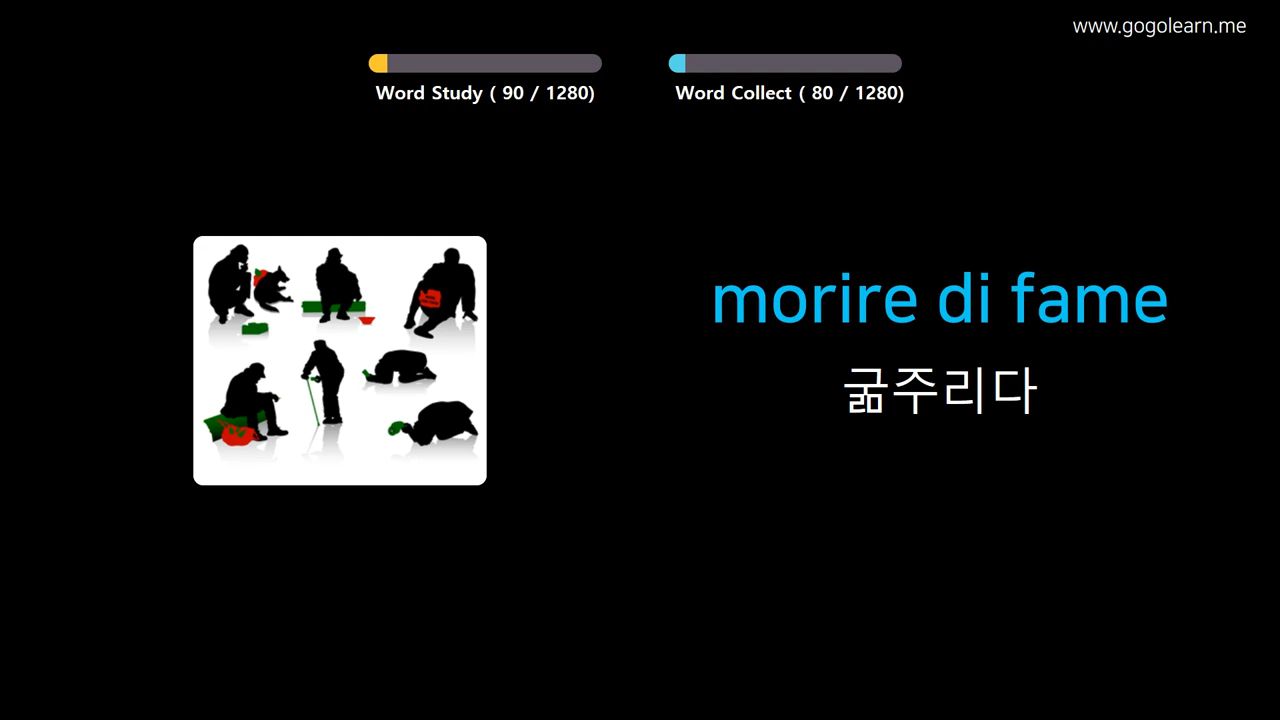 www.gogolearn.me
Word Study ( 90 / 1280)
Word Collect ( 80 / 1280)
morire di fame
굶주리다